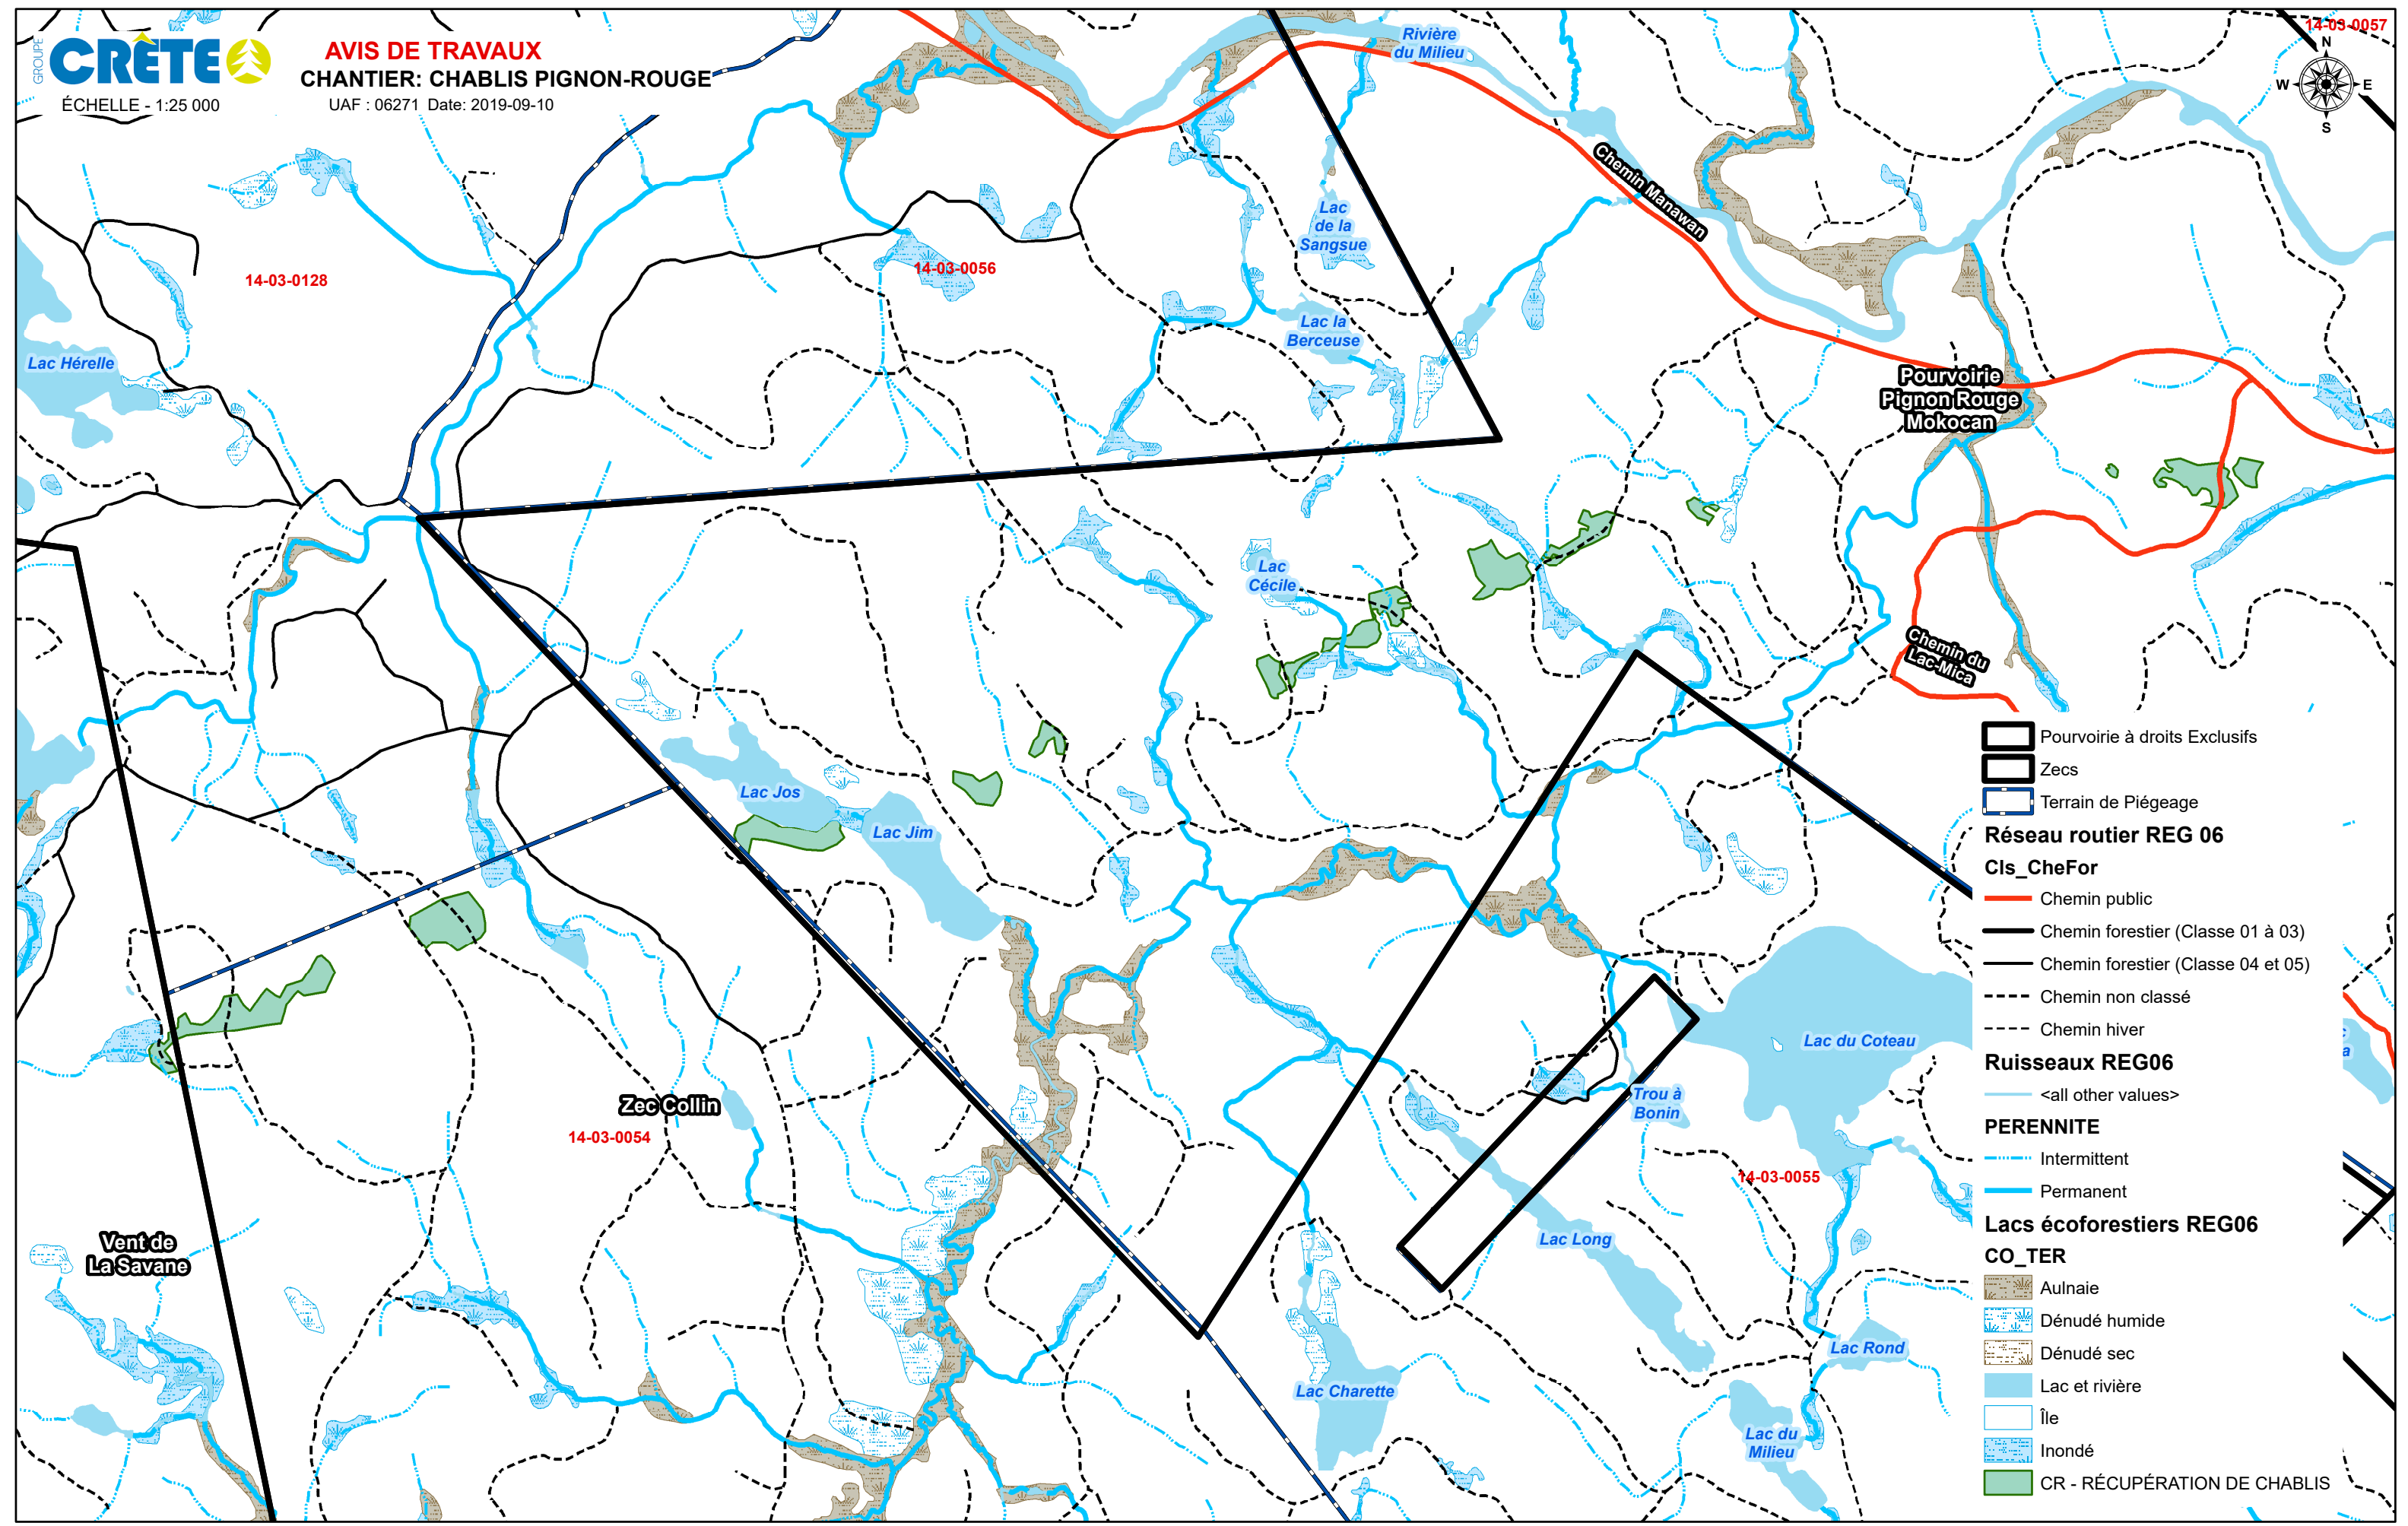 GROUPE
CRÊTE
ÉCHELLE - 1:25 000
AVIS DE TRAVAUX
CHANTIER: CHABLIS PIGNON-ROUGE
UAF : 06271 Date: 2019-09-10
14-03-0057
N
W
E
S
Rivière
du Milieu
Chemin Manawan
Lac
de la
Sangsue
14-03-0128
14-03-0056
Lac Hérelle
Lac la
Berceuse
Pourvoirie
Pignon Rouge
Mokocan
Lac
Cécile
Chemin du
Lac-Mica
Lac Jos
Lac Jim
Lac du Coteau
Zec Collin
14-03-0054
Trou à
Bonin
14-03-0055
Vent de
La Savane
Lac Long
Lac Rond
Lac Charette
Lac du
Milieu
Pourvoirie à droits Exclusifs
Zecs
Terrain de Piégeage
Réseau routier REG 06
Cls_CheFor
Chemin public
Chemin forestier (Classe 01 à 03)
Chemin forestier (Classe 04 et 05)
Chemin non classé
Chemin hiver
Ruisseaux REG06
<all other values>
PERENNITE
Intermittent
Permanent
Lacs écoforestiers REG06
CO_TER
Aulnaie
Dénudé humide
Dénudé sec
Lac et rivière
Île
Inondé
CR - RÉCUPÉRATION DE CHABLIS